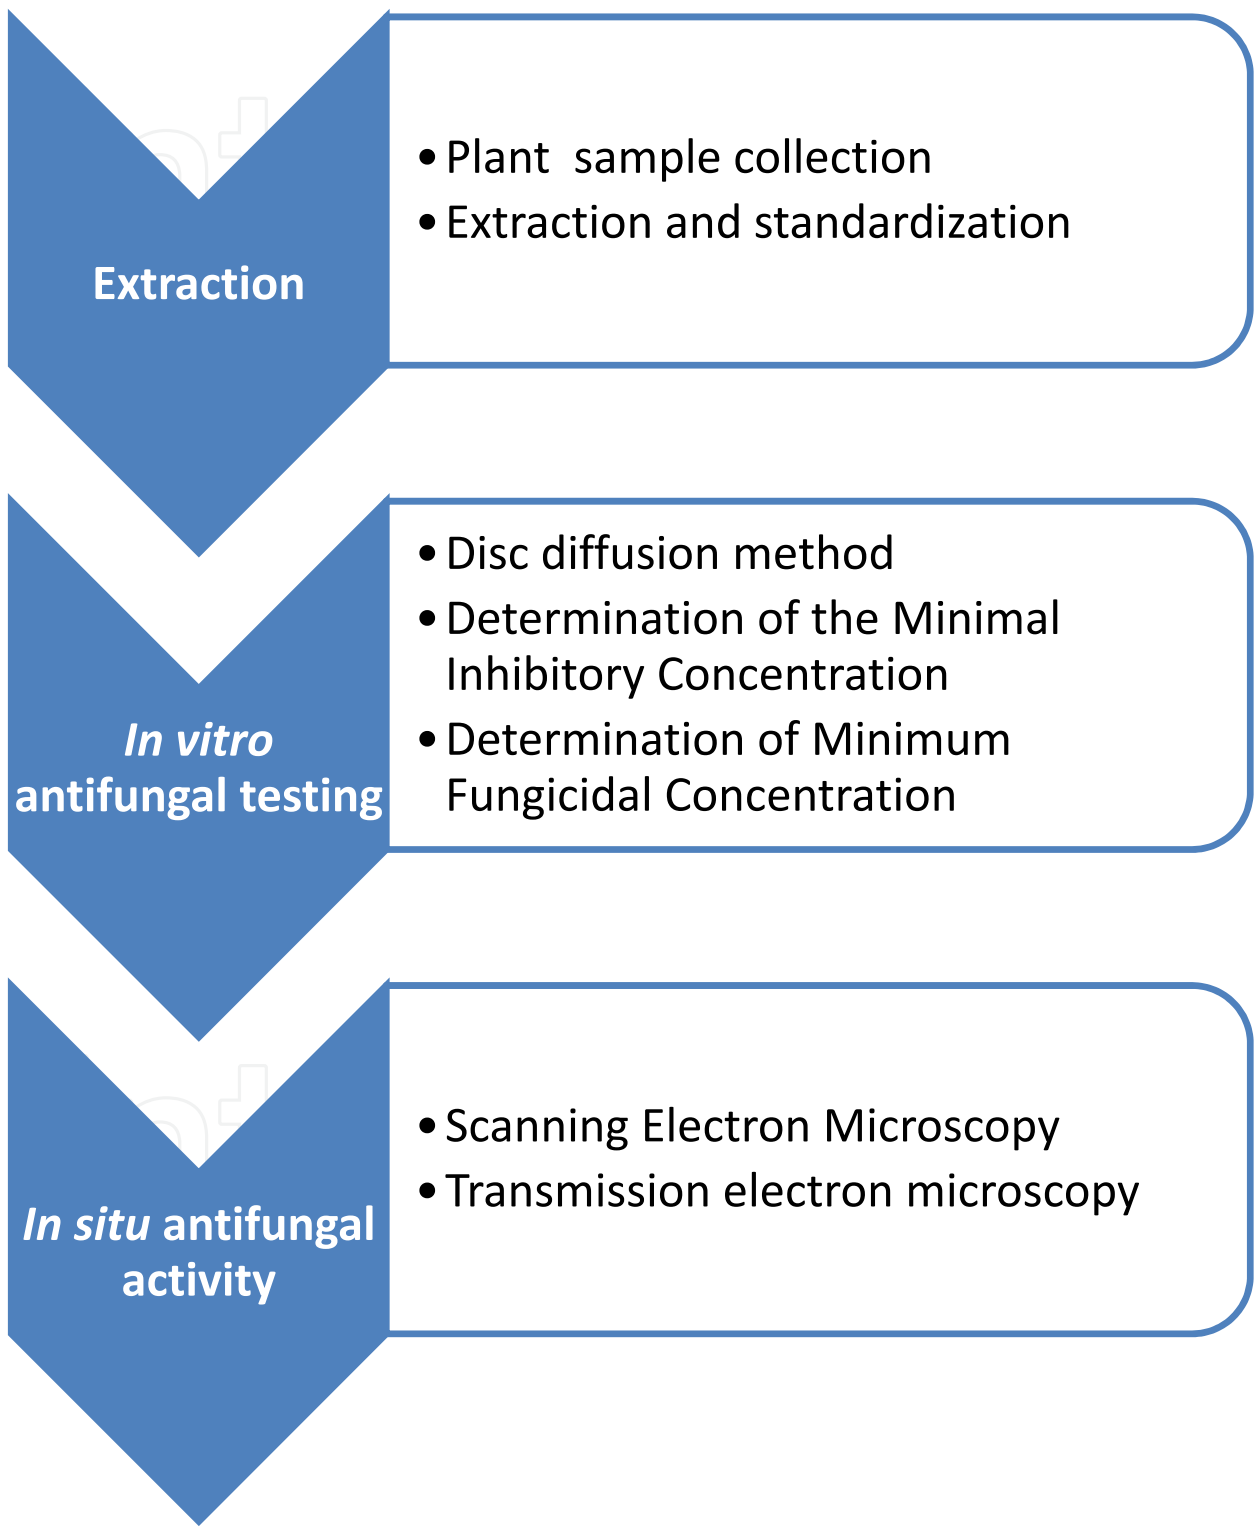 Extraction
• Plant  sample collection
• Extraction and standardization
In vitro
antifungal testing
• Disc diffusion method
• Determination of the Minimal
Inhibitory Concentration
• Determination of Minimum
Fungicidal Concentration
In situ antifungal
activity
• Scanning Electron Microscopy
• Transmission electron microscopy